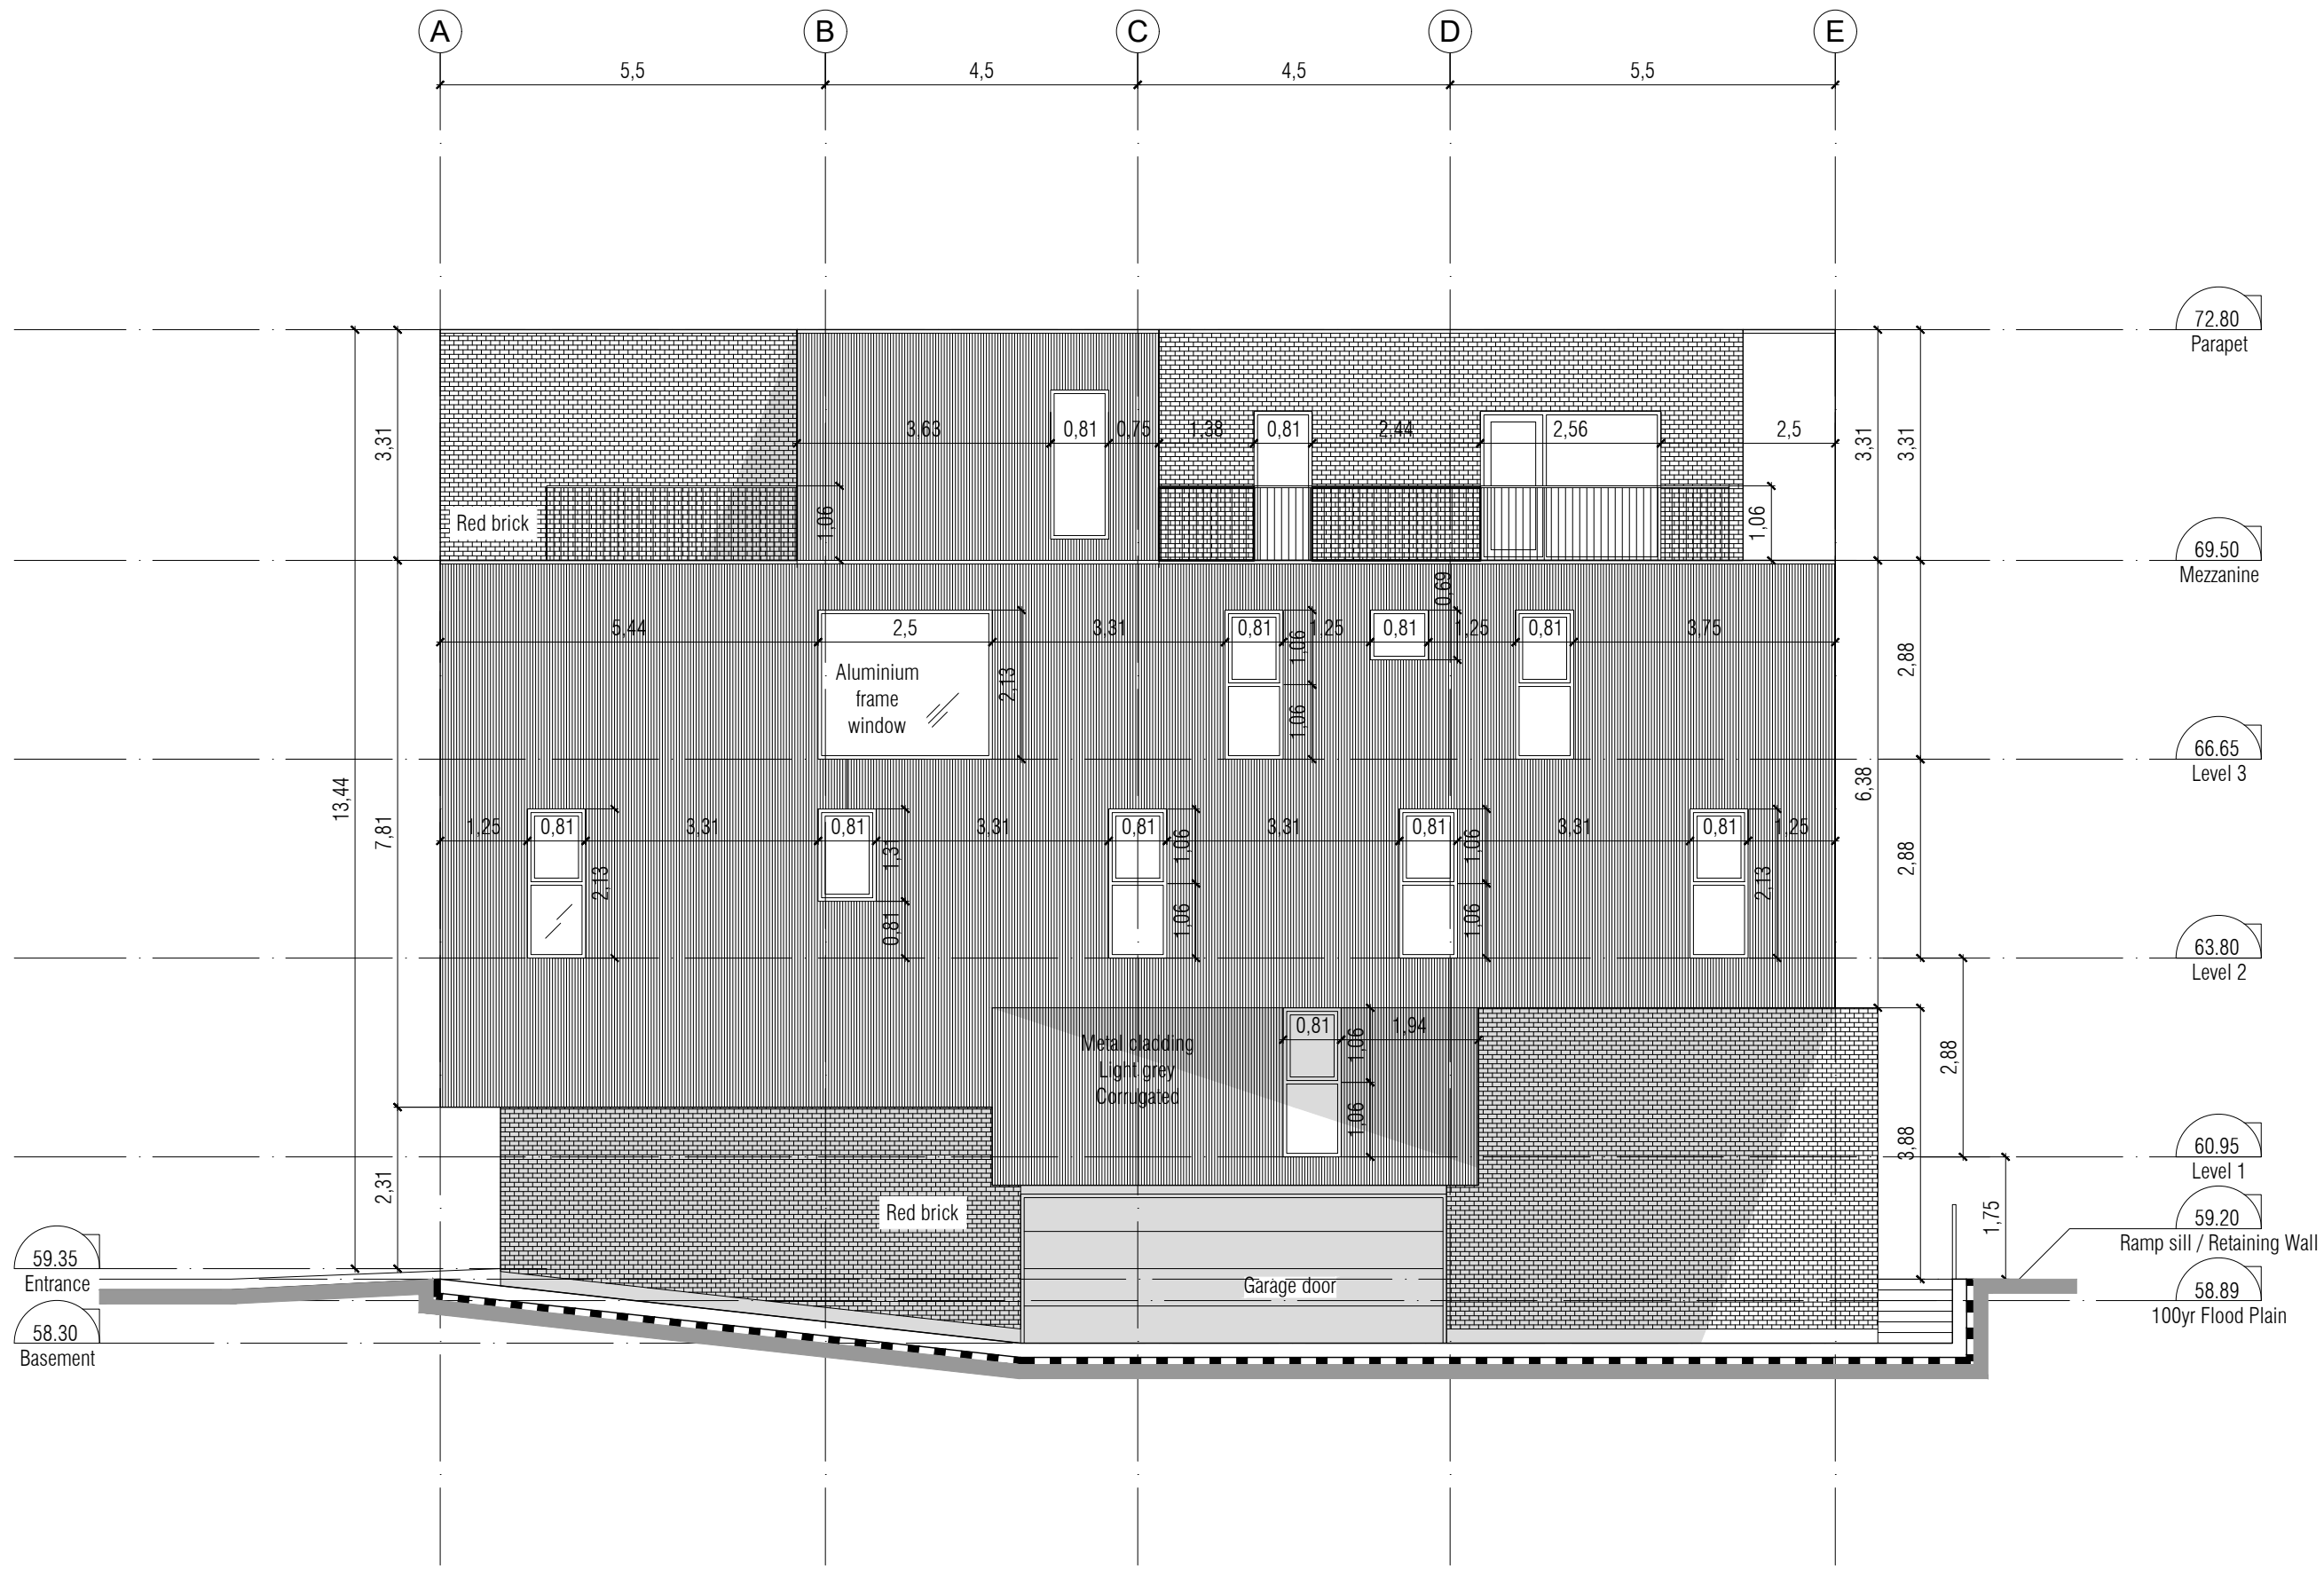 A B C D E
5,5 4,5 4,5 5,5
72.80
Parapet
3,63 0,81 0,75 1,38 0,81 2,44 2,56 2,5
3,31 3,31 3,31
Red brick
1,06 1,06
69.50
Mezzanine
0,69
5,44 2,5 3,31 0,81 1,25 0,81 1,25 0,81 3,75
1,06
2,88
Aluminium
frame
window
2,13
1,06
66.65
Level 3
13,44
7,81
6,38
1,25 0,81 3,31 0,81 3,31 0,81 3,31 0,81 3,31 0,81 1,25
1,31 1,06 1,06
2,88
2,13 2,13
0,81 1,06 1,06
63.80
Level 2
0,81 1,06 1,94
Metal cladding
Light grey
Corrugated
2,88
1,06
3,88
60.95
Level 1
2,31
Red brick
1,75
59.20
Ramp sill / Retaining Wall
59.35
Entrance
Garage door
58.89
100yr Flood Plain
58.30
Basement